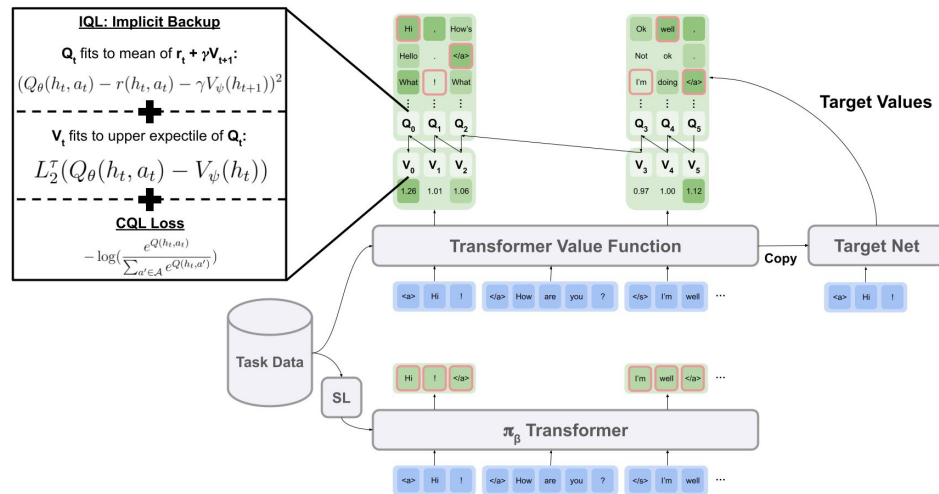 IQL: Implicit Backup
Qt fits to mean of rt + γVt+1:
(Qθ(ht, at) − r(ht, at) − γVψ(ht+1))²
Vt fits to upper expectile of Qt:
L₂^τ(Qθ(ht, at) − Vψ(ht))
CQL Loss
− log(e^Q(ht,at) / ∑a'∈A e^Q(ht,a'))
Hi , How's
Hello . </a>
What ! What
⋮ ⋮ ⋮
Q0 Q1 Q2
V0 V1 V2
1.26 1.01 1.06
Ok well ,
Not ok .
I'm doing </a>
⋮ ⋮ ⋮
Q3 Q4 Q5
V3 V4 V5
0.97 1.00 1.12
Target Values
Transformer Value Function
Copy
Target Net
<a> Hi !
</a> How are you ?
</s> I'm well
...
<a> Hi !
Task Data
SL
Hi ! </a>
I'm well </a>
...
πβ Transformer
<a> Hi !
</a> How are you ?
</s> I'm well
...